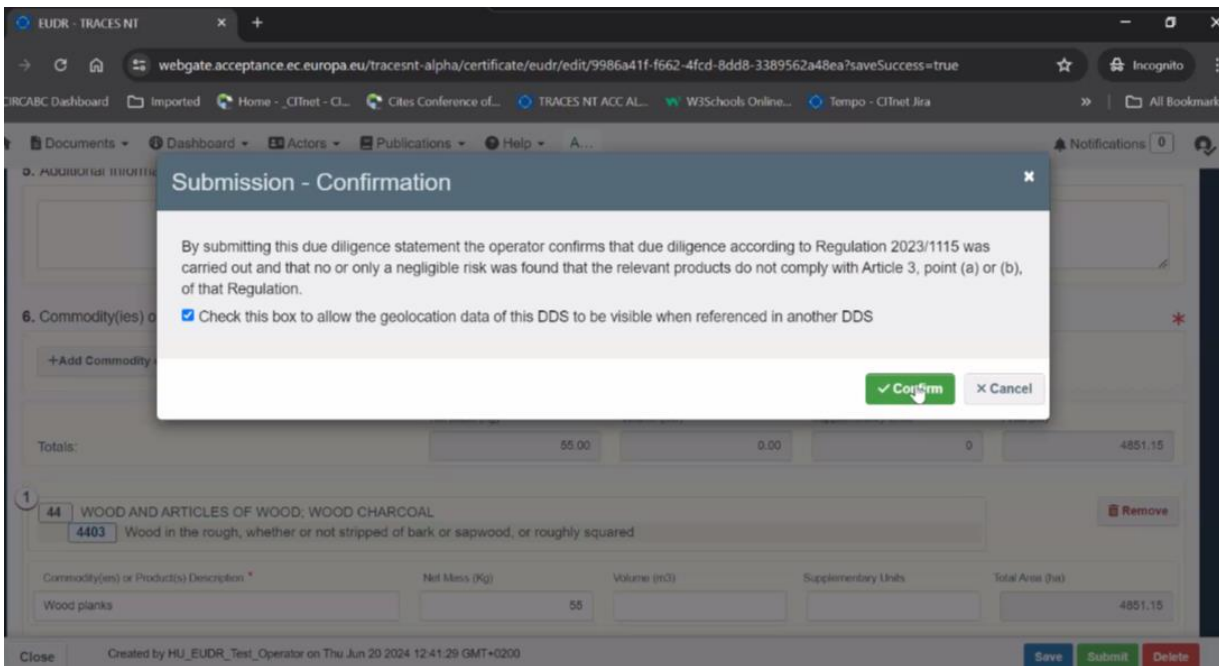 EUDR - TRACES NT
webgate.acceptance.ec.europa.eu/tracesnt-alpha/certificate/eudr/edit/9986a41f-f662-4fcd-8dd8-3389562a48ea?saveSuccess=true
Incognito
CIRCABC Dashboard Imported Home - _CITnet - CI... Cites Conference of... TRACES NT ACC AL... W3Schools Online... Tempo - CITnet Jira » All Bookmark
Documents Dashboard Actors Publications Help A... Notifications 0
5. Additional Informa
Submission - Confirmation
By submitting this due diligence statement the operator confirms that due diligence according to Regulation 2023/1115 was
carried out and that no or only a negligible risk was found that the relevant products do not comply with Article 3, point (a) or (b),
of that Regulation.
Check this box to allow the geolocation data of this DDS to be visible when referenced in another DDS
6. Commodity(ies) o
+Add Commodity
Confirm Cancel
Totals: 55.00 0.00 0 4851.15
1
44 WOOD AND ARTICLES OF WOOD; WOOD CHARCOAL Remove
4403 Wood in the rough, whether or not stripped of bark or sapwood, or roughly squared
Commodity(ies) or Product(s) Description * Net Mass (Kg) Volume (m3) Supplementary Units Total Area (ha)
Wood planks 55 4851.15
Close Created by HU_EUDR_Test_Operator on Thu Jun 20 2024 12:41:29 GMT+0200 Save Submit Delete